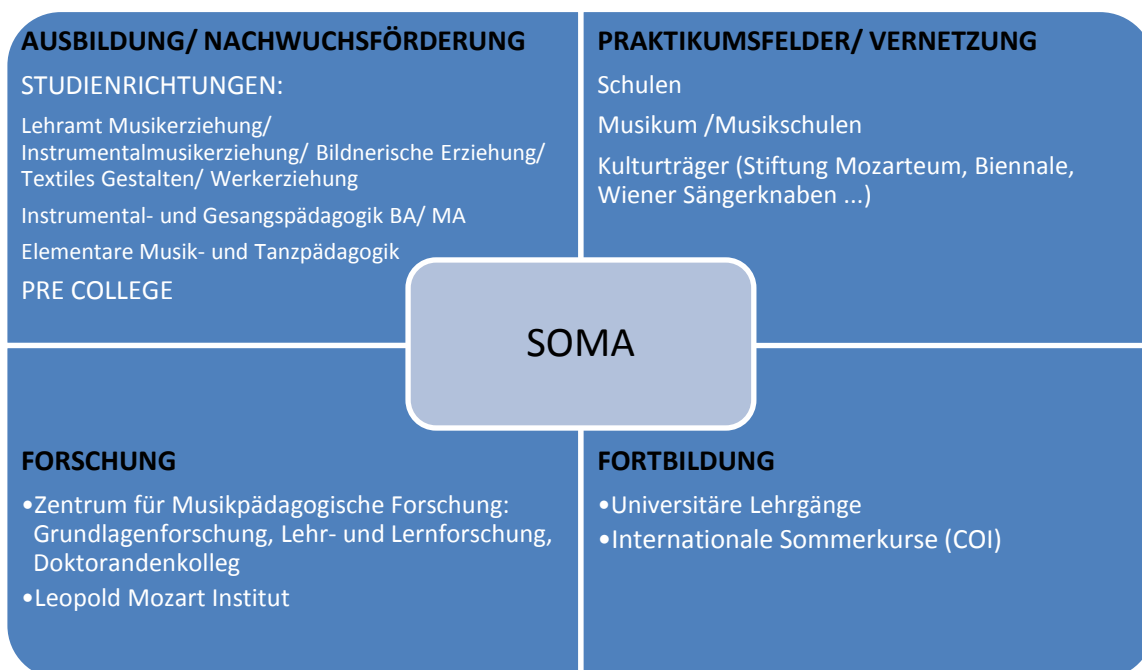 AUSBILDUNG/ NACHWUCHSFÖRDERUNG
STUDIENRICHTUNGEN:
Lehramt Musikerziehung/
Instrumentalmusikerziehung/ Bildnerische Erziehung/
Textiles Gestalten/ Werkerziehung
Instrumental- und Gesangspädagogik BA/ MA
Elementare Musik- und Tanzpädagogik
PRE COLLEGE
PRAKTIKUMSFELDER/ VERNETZUNG
Schulen
Musikum /Musikschulen
Kulturträger (Stiftung Mozarteum, Biennale,
Wiener Sängerknaben ...)
SOMA
FORSCHUNG
•Zentrum für Musikpädagogische Forschung:
Grundlagenforschung, Lehr- und Lernforschung,
Doktorandenkolleg
•Leopold Mozart Institut
FORTBILDUNG
•Universitäre Lehrgänge
•Internationale Sommerkurse (COI)